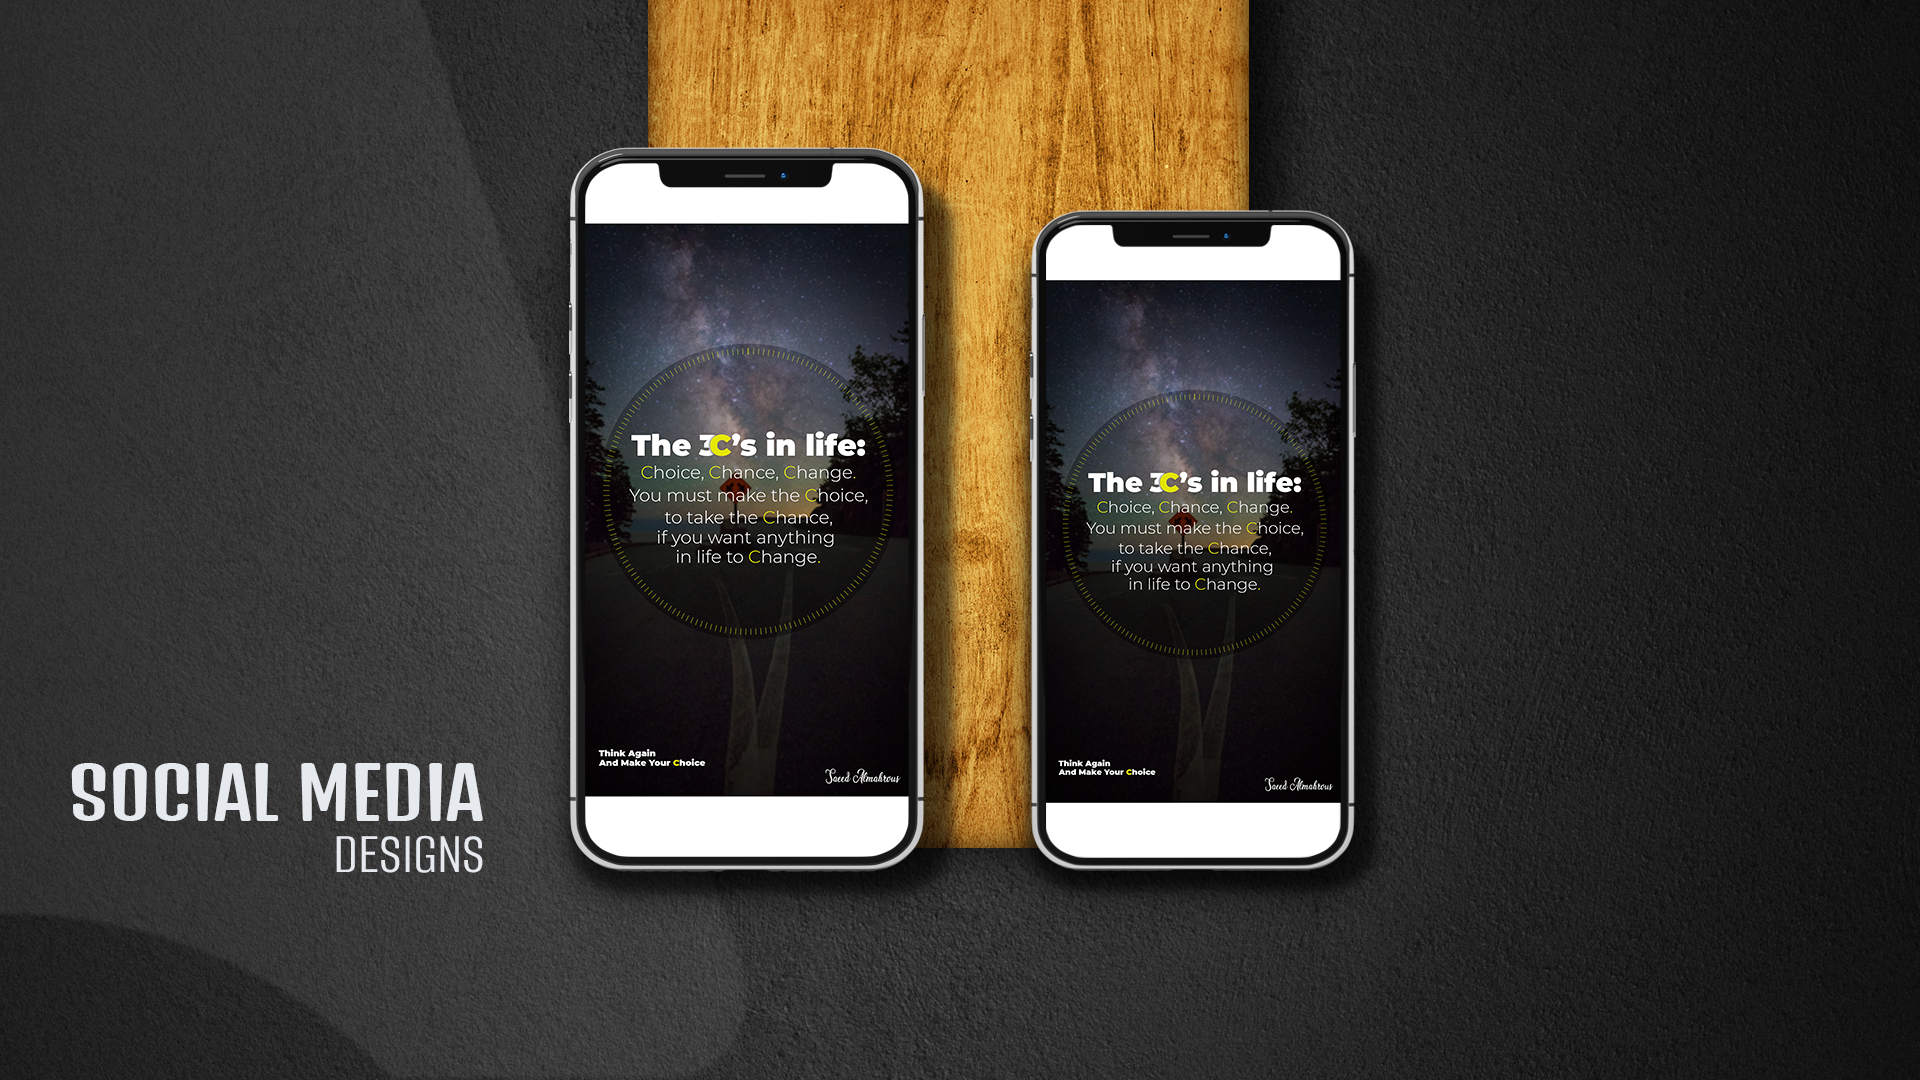 The 3C's in life:
Choice, Chance, Change.
You must make the Choice,
to take the Chance,
if you want anything
in life to Change.
Think Again
And Make Your Choice
Saeed Almahrous
The 3C's in life:
Choice, Chance, Change.
You must make the Choice,
to take the Chance,
if you want anything
in life to Change.
Think Again
And Make Your Choice
Saeed Almahrous
SOCIAL MEDIA
DESIGNS